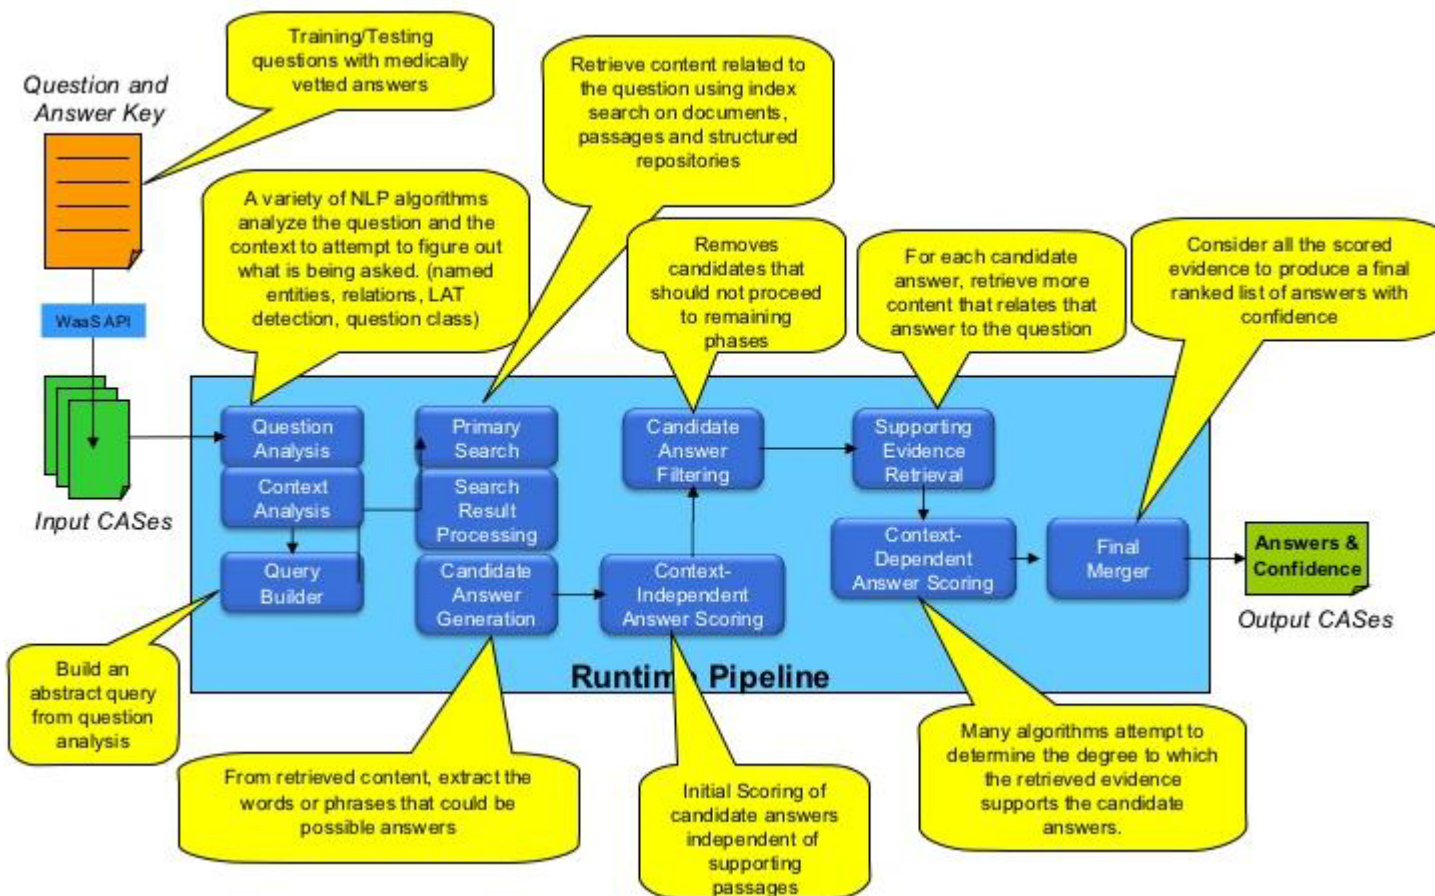 Training/Testing
questions with medically
vetted answers
Question and
Answer Key
Retrieve content related to
the question using index
search on documents,
passages and structured
repositories
A variety of NLP algorithms
analyze the question and the
context to attempt to figure out
what is being asked. (named
entities, relations, LAT
detection, question class)
Removes
candidates that
should not proceed
to remaining
phases
For each candidate
answer, retrieve more
content that relates that
answer to the question
Consider all the scored
evidence to produce a final
ranked list of answers with
confidence
WaaS API
Input CASes
Question
Analysis
Context
Analysis
Query
Builder
Primary
Search
Search
Result
Processing
Candidate
Answer
Generation
Context-
Independent
Answer Scoring
Candidate
Answer
Filtering
Supporting
Evidence
Retrieval
Context-
Dependent
Answer Scoring
Final
Merger
Answers &
Confidence
Output CASes
Runtime Pipeline
Build an
abstract query
from question
analysis
From retrieved content, extract the
words or phrases that could be
possible answers
Initial Scoring of
candidate answers
independent of
supporting
passages
Many algorithms attempt to
determine the degree to which
the retrieved evidence
supports the candidate
answers.